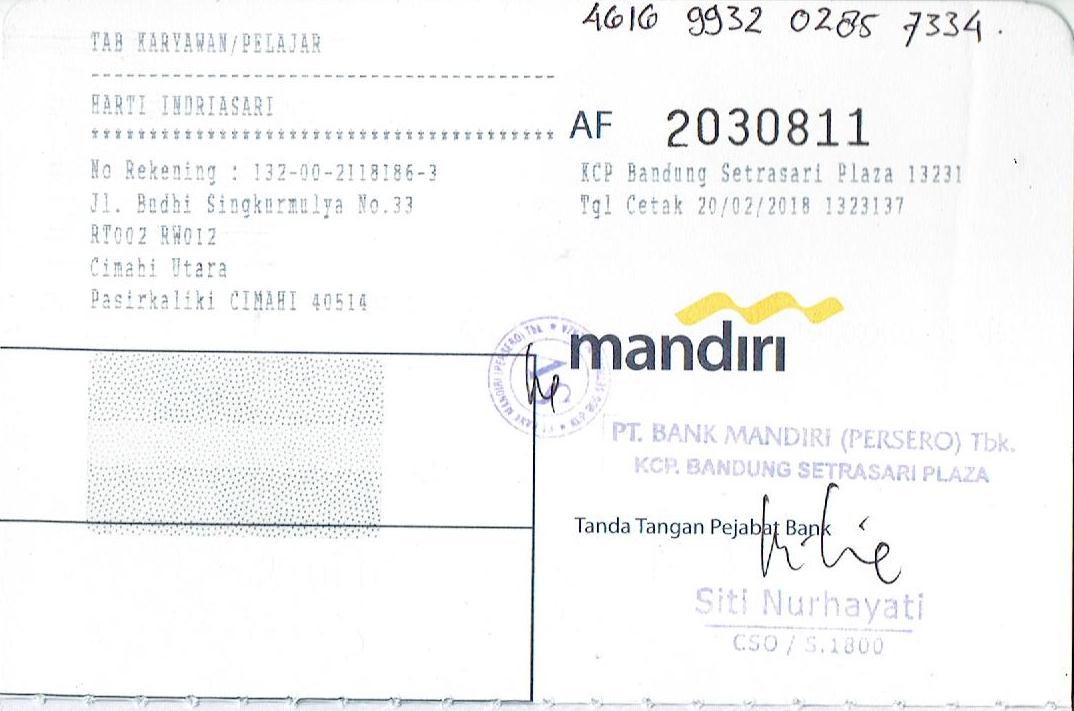 4616 9932 0285 7334.
TAB KARYAWAN/PELAJAR
HARTI INDRIASARI
****************************************
No Rekening : 132-00-2118186-3
Jl. Budhi Singkurmulya No.33
RT002 RW012
Cimahi Utara
Pasirkaliki CIMAHI 40514
AF 2030811
KCP Bandung Setrasari Plaza 13231
Tgl Cetak 20/02/2018 1323137
mandiri
PT. BANK MANDIRI (PERSERO) Tbk.
KCP. BANDUNG SETRASARI PLAZA
Tanda Tangan Pejabat Bank
Siti Nurhayati
CSO / S.1800